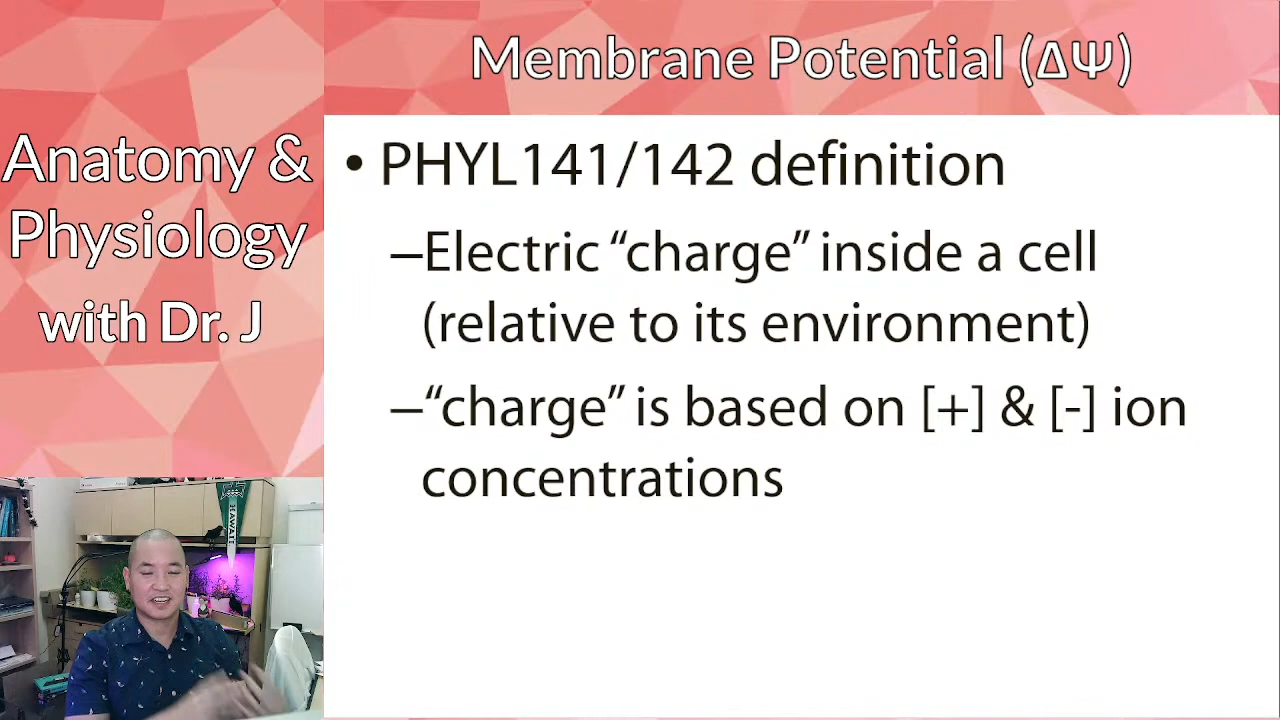 Membrane Potential (ΔΨ)
Anatomy &
Physiology
with Dr. J
• PHYL141/142 definition
–Electric “charge” inside a cell
(relative to its environment)
–“charge” is based on [+] & [-] ion
concentrations
HAWAI'I